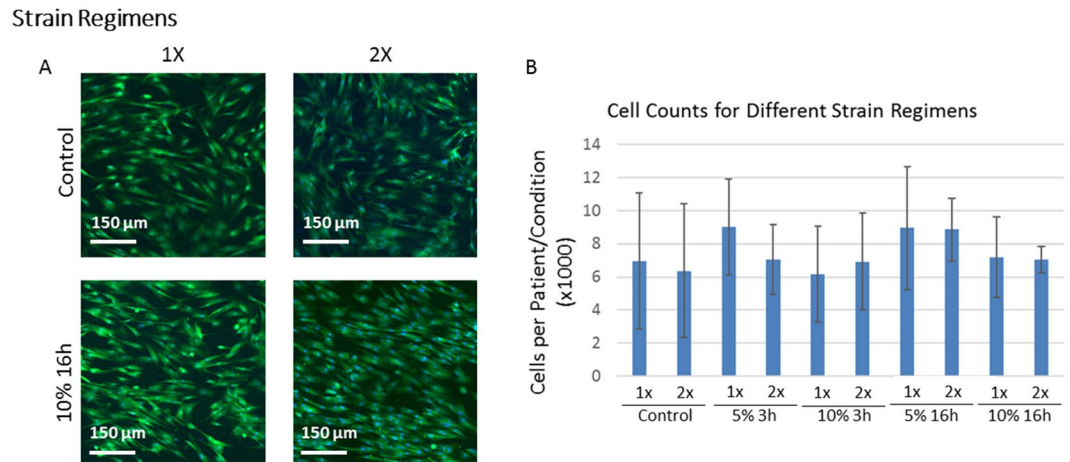 Strain Regimens
A
1X
2X
Control
150 µm
150 µm
10% 16h
150 µm
150 µm
B
Cell Counts for Different Strain Regimens
Cells per Patient/Condition
(x1000)
14
12
10
8
6
4
2
0
1x 2x 1x 2x 1x 2x 1x 2x 1x 2x
Control 5% 3h 10% 3h 5% 16h 10% 16h